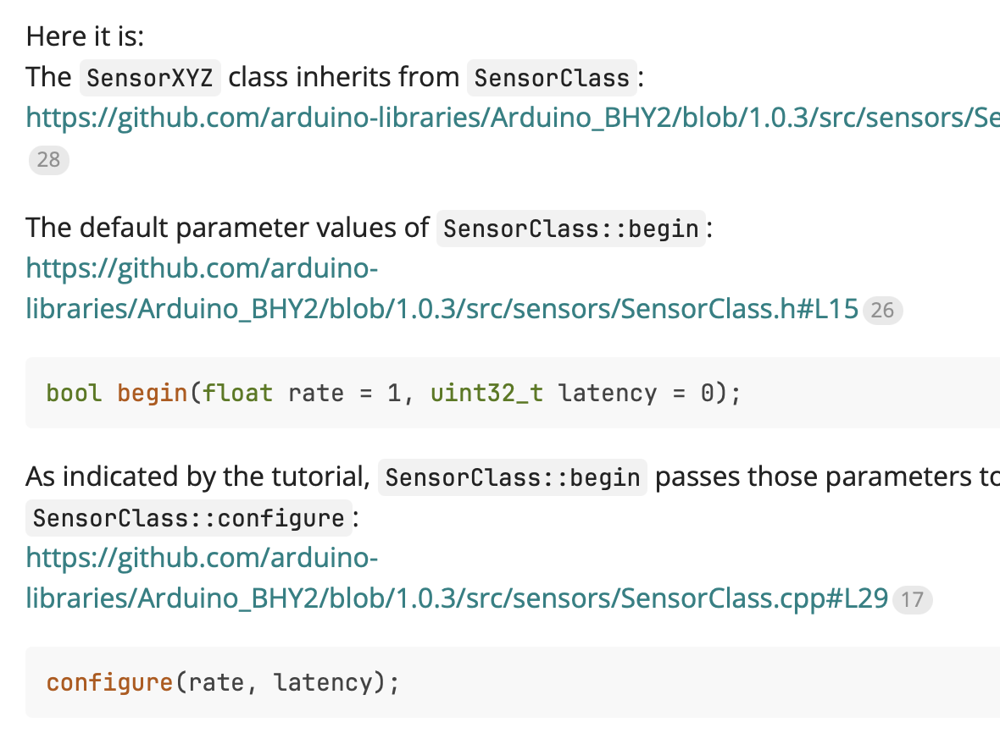 Here it is:
The SensorXYZ class inherits from SensorClass:
https://github.com/arduino-libraries/Arduino_BHY2/blob/1.0.3/src/sensors/Se
28
The default parameter values of SensorClass::begin:
https://github.com/arduino-
libraries/Arduino_BHY2/blob/1.0.3/src/sensors/SensorClass.h#L15 26
bool begin(float rate = 1, uint32_t latency = 0);
As indicated by the tutorial, SensorClass::begin passes those parameters to
SensorClass::configure:
https://github.com/arduino-
libraries/Arduino_BHY2/blob/1.0.3/src/sensors/SensorClass.cpp#L29 17
configure(rate, latency);